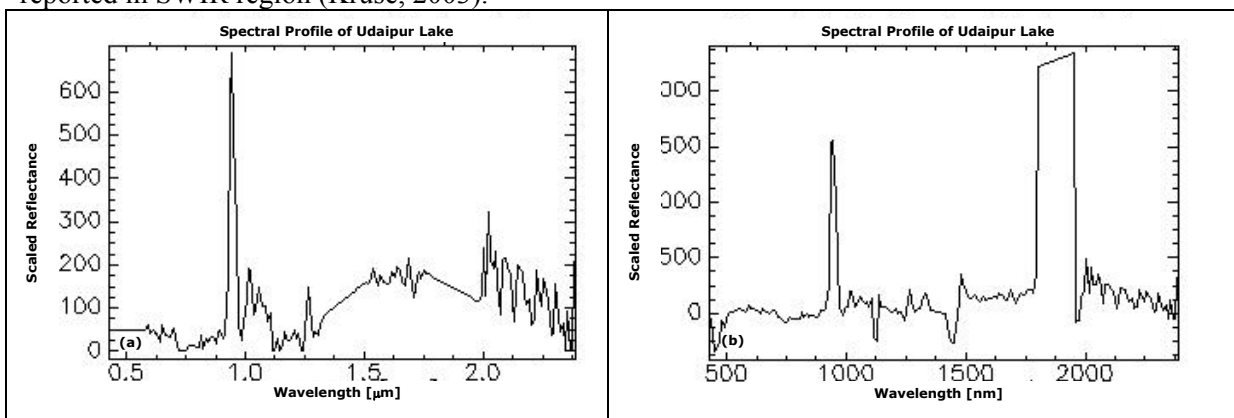 reported in SWIR region (Kruse, 2003).
Spectral Profile of Udaipur Lake
Scaled Reflectance
600
500
400
300
200
100
0
(a)
0.5 1.0 1.5 2.0
Wavelength [μm]
Spectral Profile of Udaipur Lake
Scaled Reflectance
000
500
000
500
0
(b)
500 1000 1500 2000
Wavelength [nm]